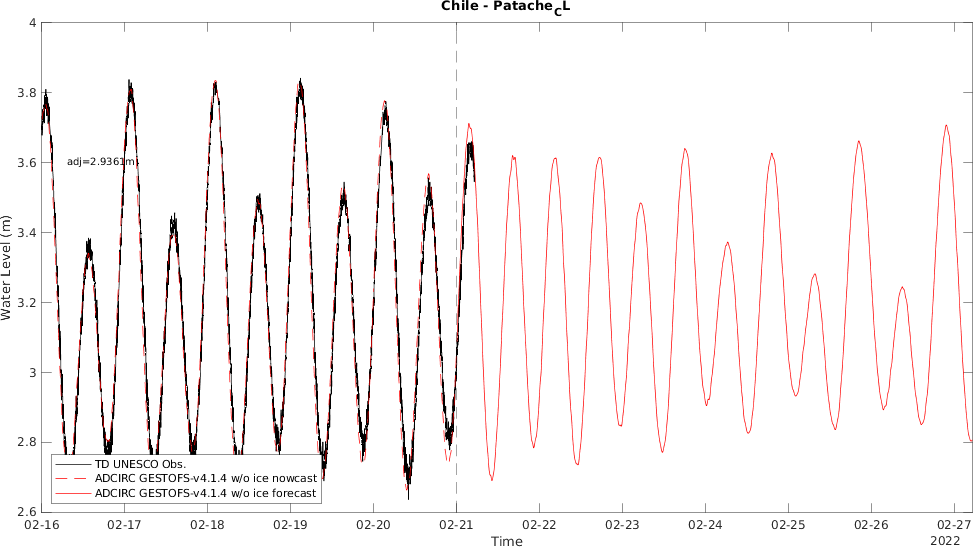 Chile - Patache_CL
4
3.8
3.6
3.4
3.2
3
2.8
2.6
Water Level (m)
adj=2.9361m
TD UNESCO Obs.
ADCIRC GESTOFS-v4.1.4 w/o ice nowcast
ADCIRC GESTOFS-v4.1.4 w/o ice forecast
02-16 02-17 02-18 02-19 02-20 02-21 02-22 02-23 02-24 02-25 02-26 02-27
Time
2022